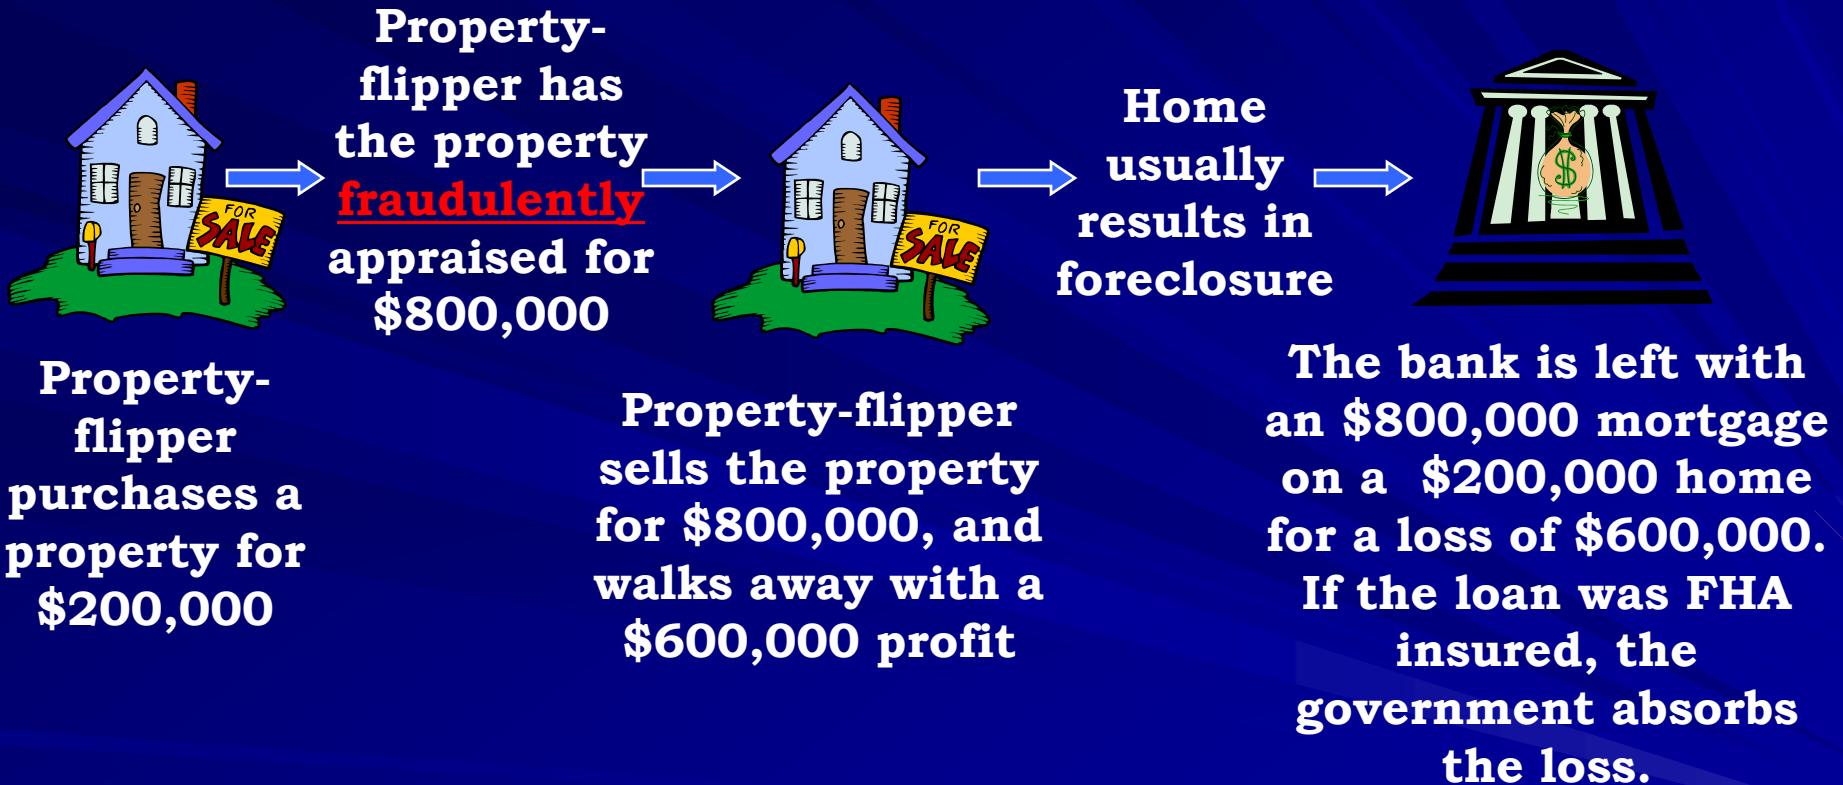 Property-
flipper
purchases a
property for
$200,000
FOR
SALE
Property-
flipper has
the property
fraudulently
appraised for
$800,000
FOR
SALE
Property-flipper
sells the property
for $800,000, and
walks away with a
$600,000 profit
Home
usually
results in
foreclosure
$
The bank is left with
an $800,000 mortgage
on a $200,000 home
for a loss of $600,000.
If the loan was FHA
insured, the
government absorbs
the loss.